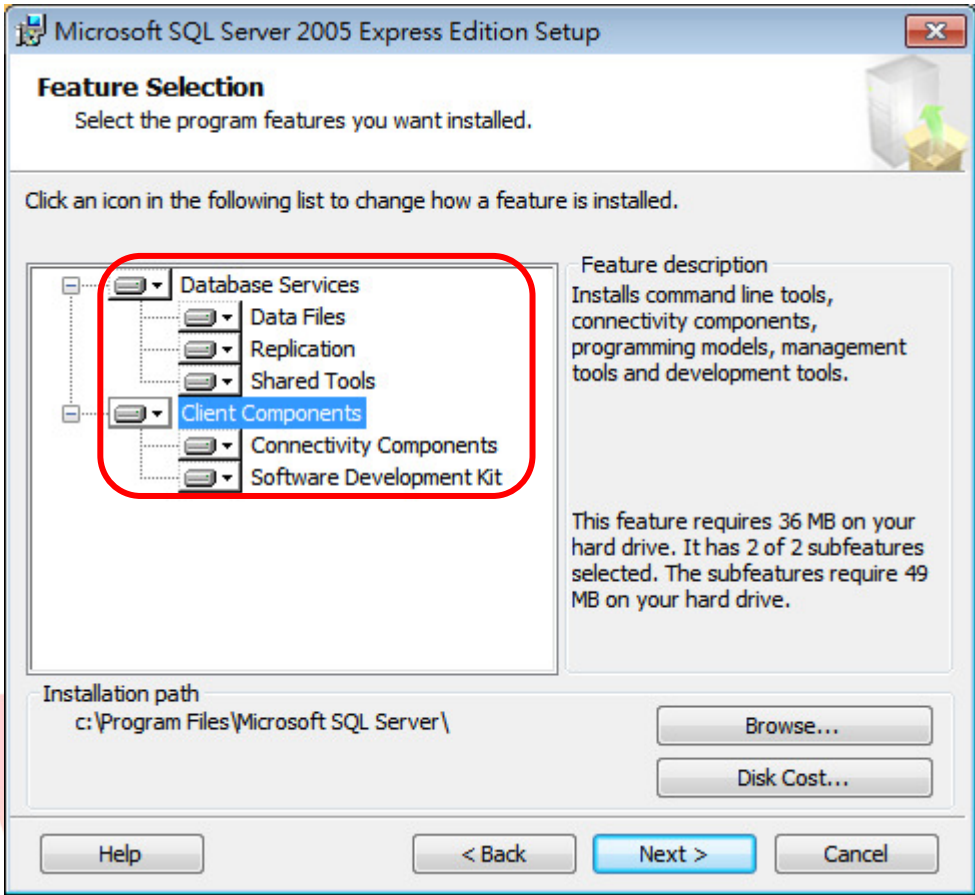 Microsoft SQL Server 2005 Express Edition Setup
Feature Selection
Select the program features you want installed.
Click an icon in the following list to change how a feature is installed.
Database Services
Data Files
Replication
Shared Tools
Client Components
Connectivity Components
Software Development Kit
Feature description
Installs command line tools,
connectivity components,
programming models, management
tools and development tools.
This feature requires 36 MB on your
hard drive. It has 2 of 2 subfeatures
selected. The subfeatures require 49
MB on your hard drive.
Installation path
c:\Program Files\Microsoft SQL Server\
Browse...
Disk Cost...
Help
< Back
Next >
Cancel